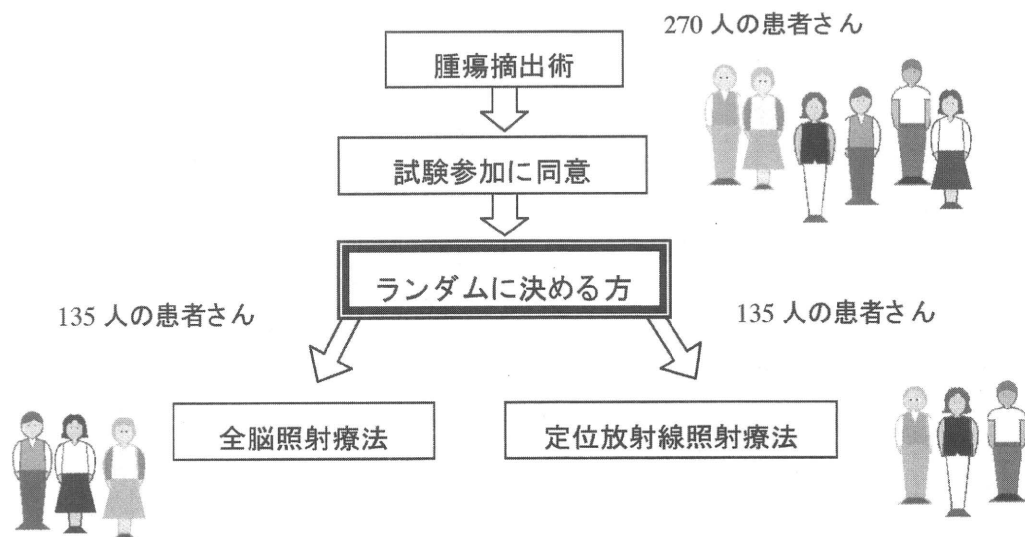 270 人の患者さん
腫瘍摘出術
試験参加に同意
ランダムに決める方
135 人の患者さん
135 人の患者さん
全脳照射療法
定位放射線照射療法